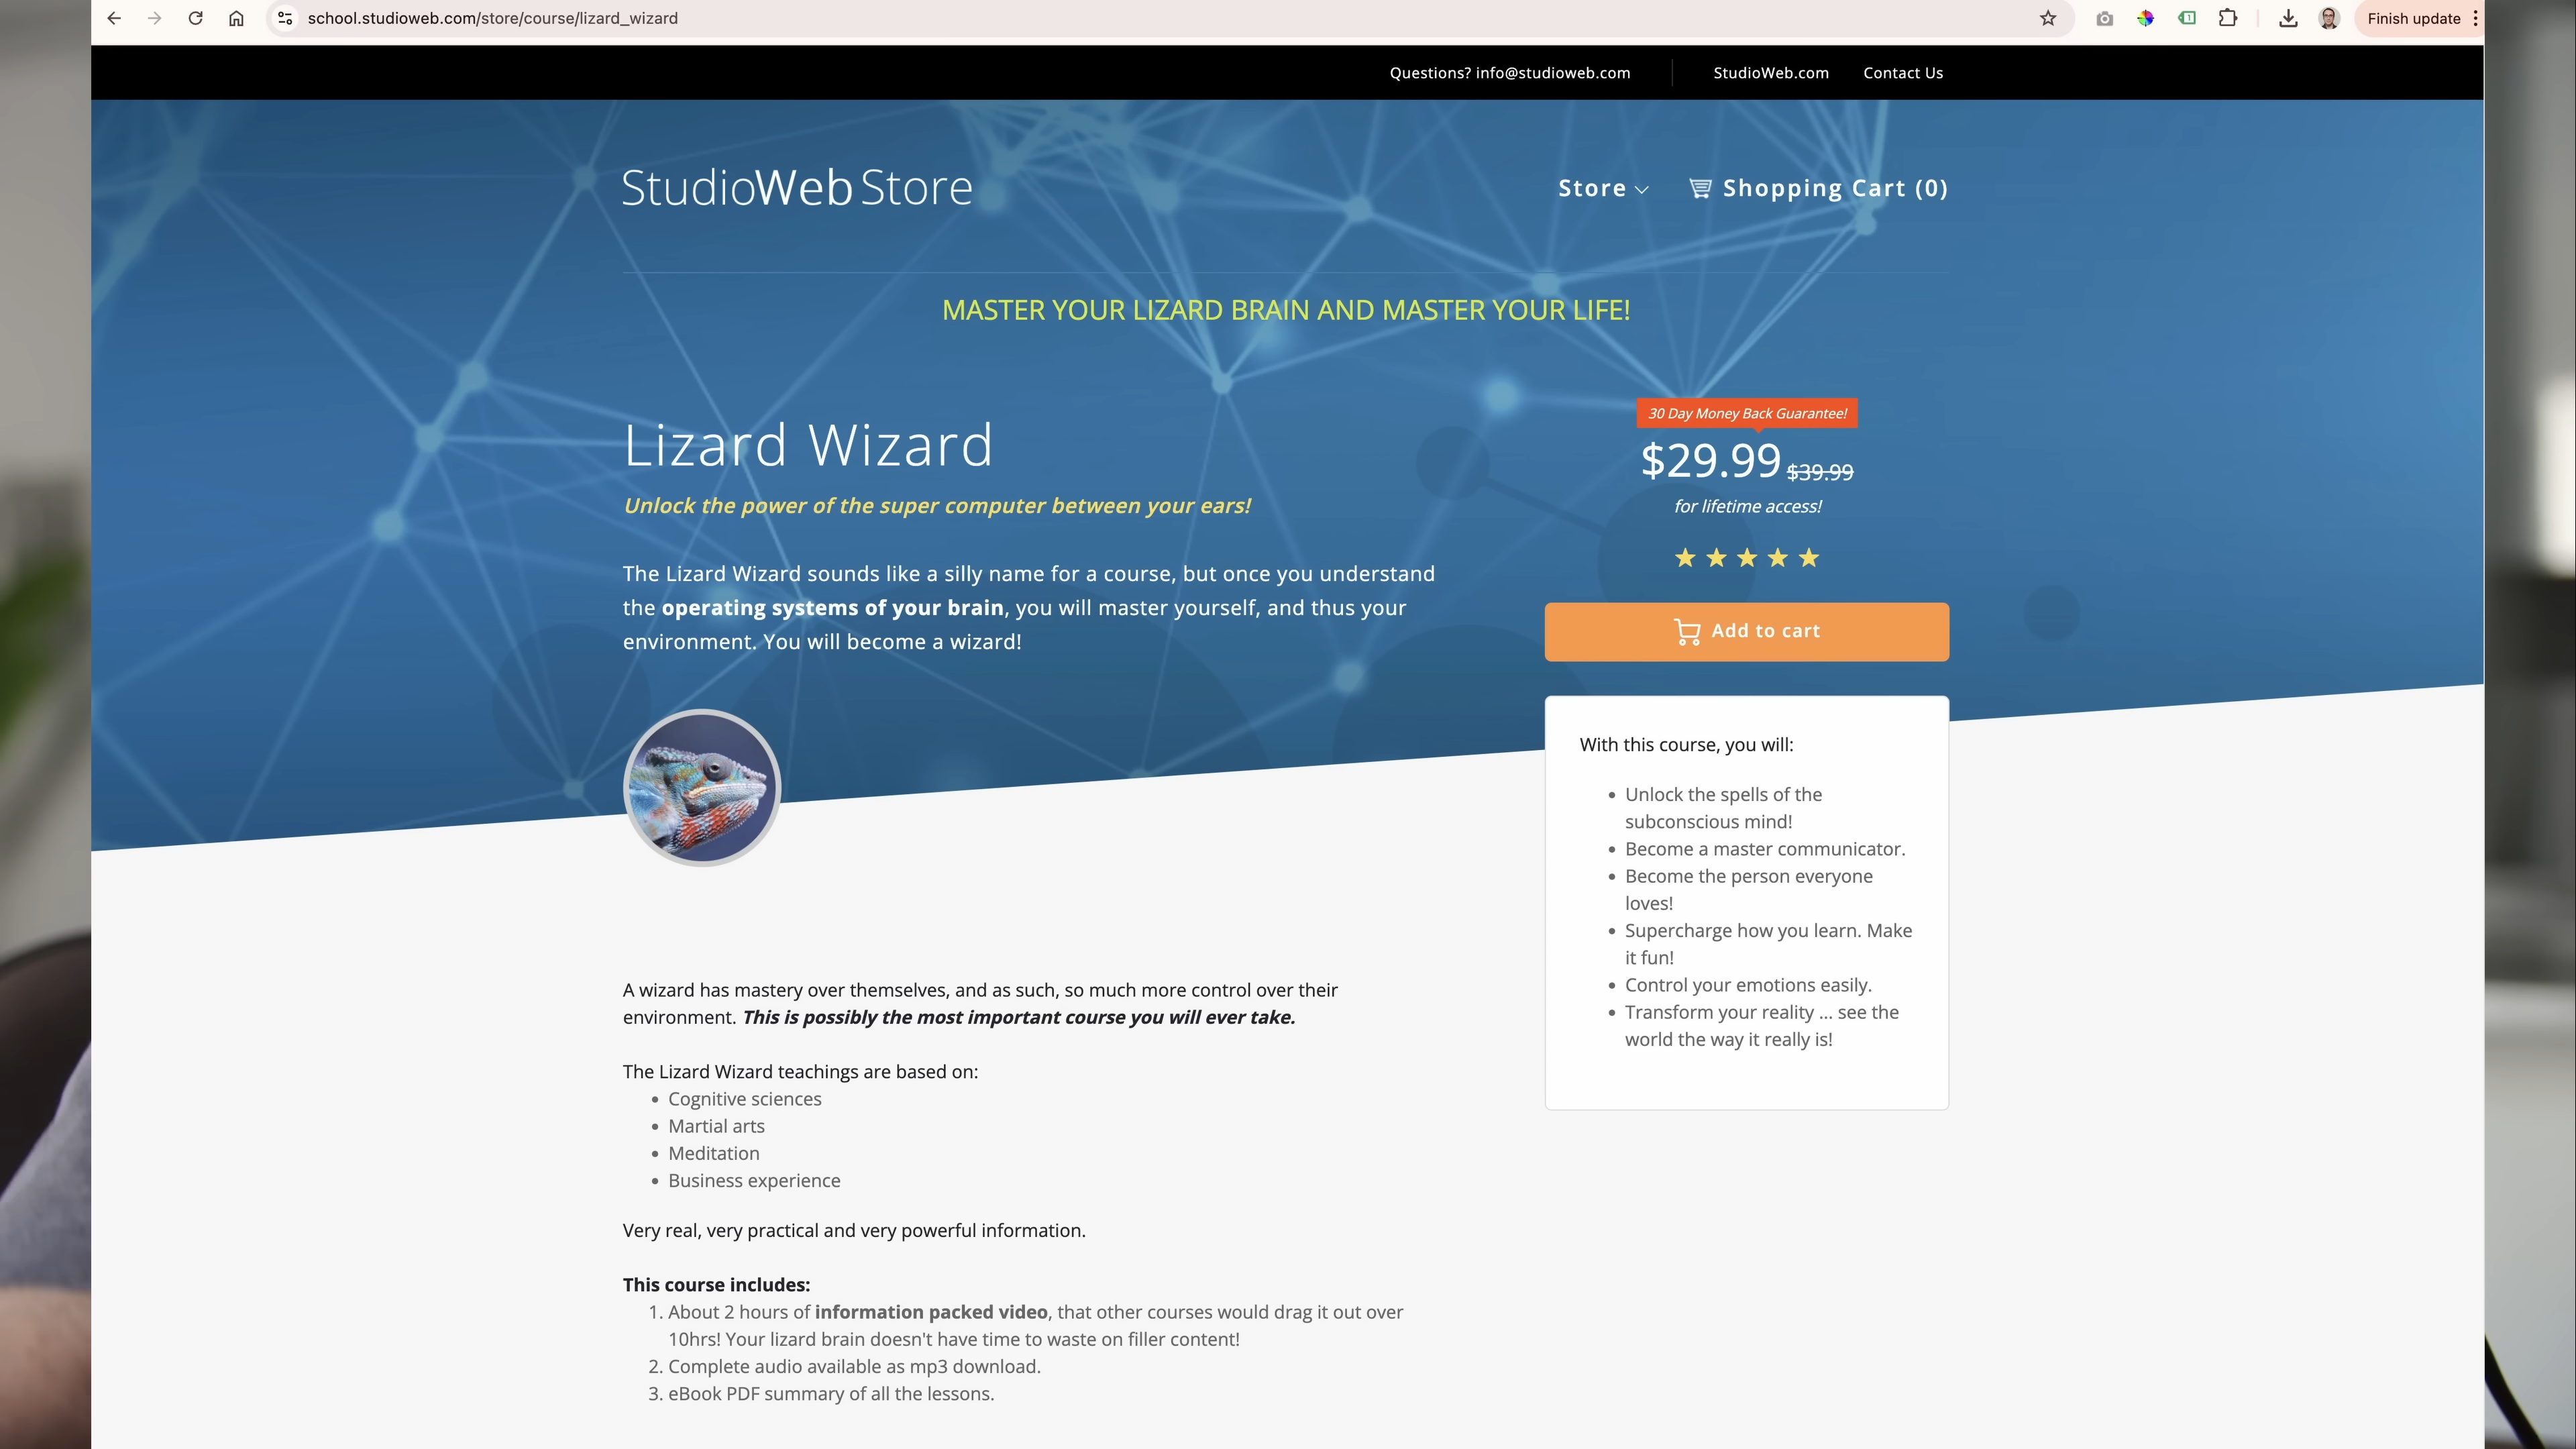 school.studioweb.com/store/course/lizard_wizard
Finish update
Questions? info@studioweb.com
StudioWeb.com
Contact Us
StudioWeb Store
Store
Shopping Cart (0)
MASTER YOUR LIZARD BRAIN AND MASTER YOUR LIFE!
Lizard Wizard
Unlock the power of the super computer between your ears!
The Lizard Wizard sounds like a silly name for a course, but once you understand
the operating systems of your brain, you will master yourself, and thus your
environment. You will become a wizard!
30 Day Money Back Guarantee!
$29.99 $39.99
for lifetime access!
Add to cart
With this course, you will:
• Unlock the spells of the
subconscious mind!
• Become a master communicator.
• Become the person everyone
loves!
• Supercharge how you learn. Make
it fun!
• Control your emotions easily.
• Transform your reality ... see the
world the way it really is!
A wizard has mastery over themselves, and as such, so much more control over their
environment. This is possibly the most important course you will ever take.
The Lizard Wizard teachings are based on:
• Cognitive sciences
• Martial arts
• Meditation
• Business experience
Very real, very practical and very powerful information.
This course includes:
1. About 2 hours of information packed video, that other courses would drag it out over
10hrs! Your lizard brain doesn't have time to waste on filler content!
2. Complete audio available as mp3 download.
3. eBook PDF summary of all the lessons.